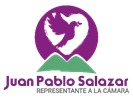 Juan Pablo Salazar
REPRESENTANTE A LA CÁMARA